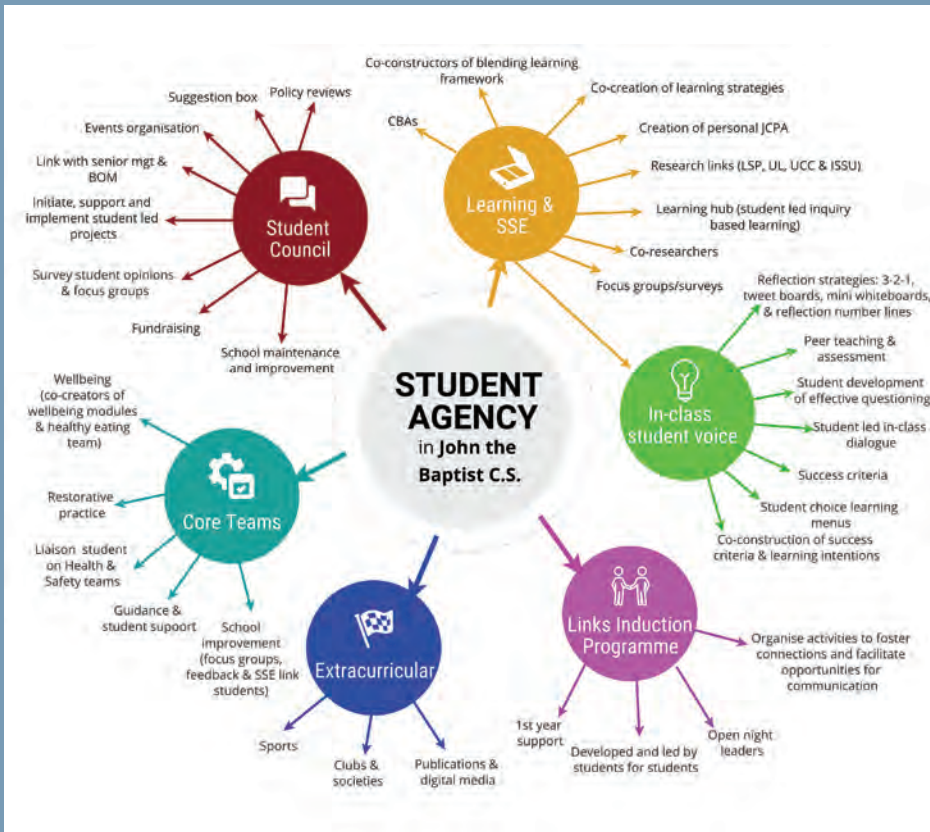 STUDENT
AGENCY
in John the
Baptist C.S.
Student
Council
Policy reviews
Suggestion box
Events organisation
Link with senior mgt &
BOM
Initiate, support and
implement student led
projects
Survey student opinions
& focus groups
Fundraising
School maintenance
and improvement
Learning &
SSE
CBAs
Co-constructors of blending learning
framework
Co-creation of learning strategies
Creation of personal JCPA
Research links (LSP, UL, UCC & ISSU)
Learning hub (student led inquiry
based learning)
Co-researchers
Focus groups/surveys
In-class
student voice
Reflection strategies: 3-2-1,
tweet boards, mini whiteboards,
& reflection number lines
Peer teaching &
assessment
Student development
of effective questioning
Student led in-class
dialogue
Success criteria
Student choice learning
menus
Co-construction of success
criteria & learning intentions
Links Induction
Programme
Organise activities to foster
connections and facilitate
opportunities for
communication
Open night
leaders
Developed and led by
students for students
1st year
support
Extracurricular
Sports
Clubs &
societies
Publications &
digital media
Core Teams
Wellbeing
(co-creators of
wellbeing modules
& healthy eating
team)
Restorative
practice
Liaison student
on Health &
Safety teams
Guidance &
student support
School
improvement
(focus groups,
feedback & SSE link
students)